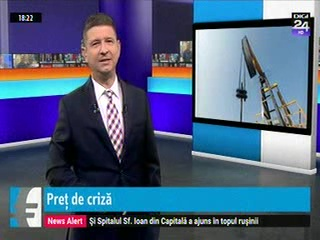 18:22
DIGI
24
HD
Preț de criză
News Alert Și Spitalul Sf. Ioan din Capitală a ajuns în topul rușinii